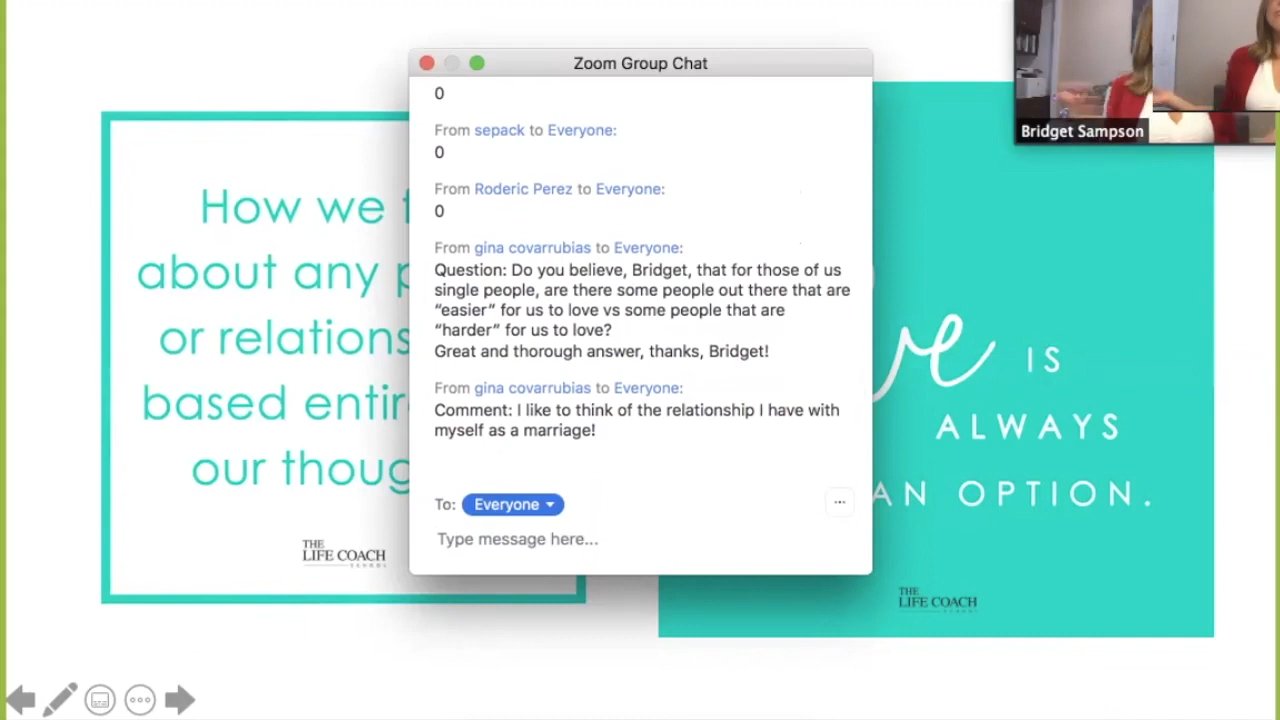 Zoom Group Chat
0
From sepack to Everyone:
0
From Roderic Perez to Everyone:
0
From gina covarrubias to Everyone:
Question: Do you believe, Bridget, that for those of us
single people, are there some people out there that are
“easier” for us to love vs some people that are
“harder” for us to love?
Great and thorough answer, thanks, Bridget!
From gina covarrubias to Everyone:
Comment: I like to think of the relationship I have with
myself as a marriage!
To: Everyone
Type message here...
Bridget Sampson
How we
about any
or relations
based entir
our thoug
THE
LIFE COACH
SCHOOL
ve IS
ALWAYS
AN OPTION.
THE
LIFE COACH
SCHOOL